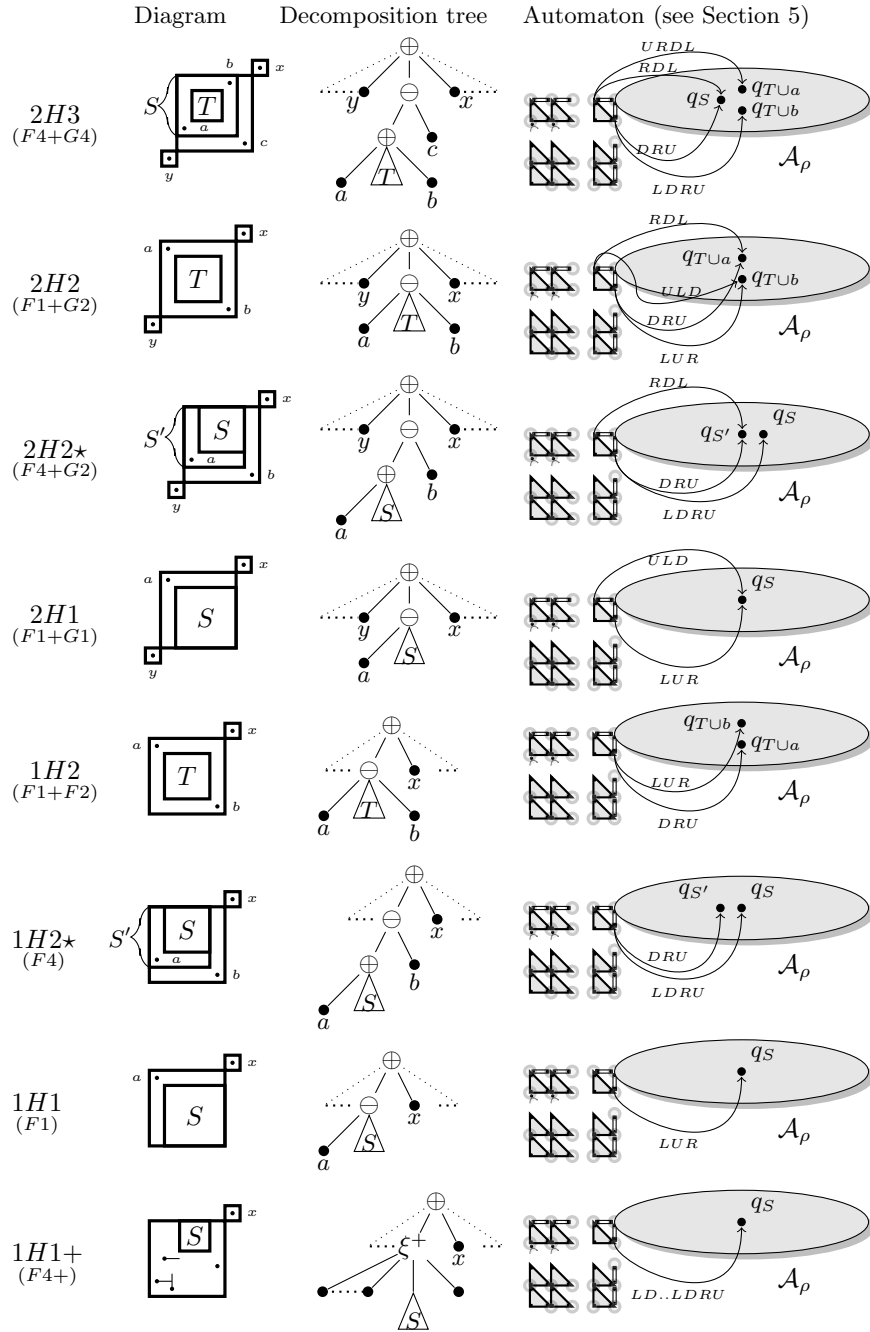 Diagram Decomposition tree Automaton (see Section 5)
2H3
(F4+G4)
S T a b c x y
⊕ y ⊖ x ⊕ c a T b
URDL RDL q_S q_{T∪a} q_{T∪b} DRU LDRU 𝒜_ρ
2H2
(F1+G2)
a T b x y
⊕ y ⊖ x a T b
RDL q_{T∪a} q_{T∪b} ULD DRU LUR 𝒜_ρ
2H2⋆
(F4+G2)
S′ S a b x y
⊕ y ⊖ x ⊕ b a S
RDL q_{S′} q_S DRU LDRU 𝒜_ρ
2H1
(F1+G1)
a S x y
⊕ y ⊖ x a S
ULD q_S LUR 𝒜_ρ
1H2
(F1+F2)
a T b x
⊕ ⊖ x a T b
q_{T∪b} q_{T∪a} LUR DRU 𝒜_ρ
1H2⋆
(F4)
S′ S a b x
⊕ ⊖ x ⊕ b a S
q_{S′} q_S DRU LDRU 𝒜_ρ
1H1
(F1)
a S x
⊕ ⊖ x a S
q_S LUR 𝒜_ρ
1H1+
(F4+)
S x
⊕ ξ⁺ x S
q_S LD..LDRU 𝒜_ρ